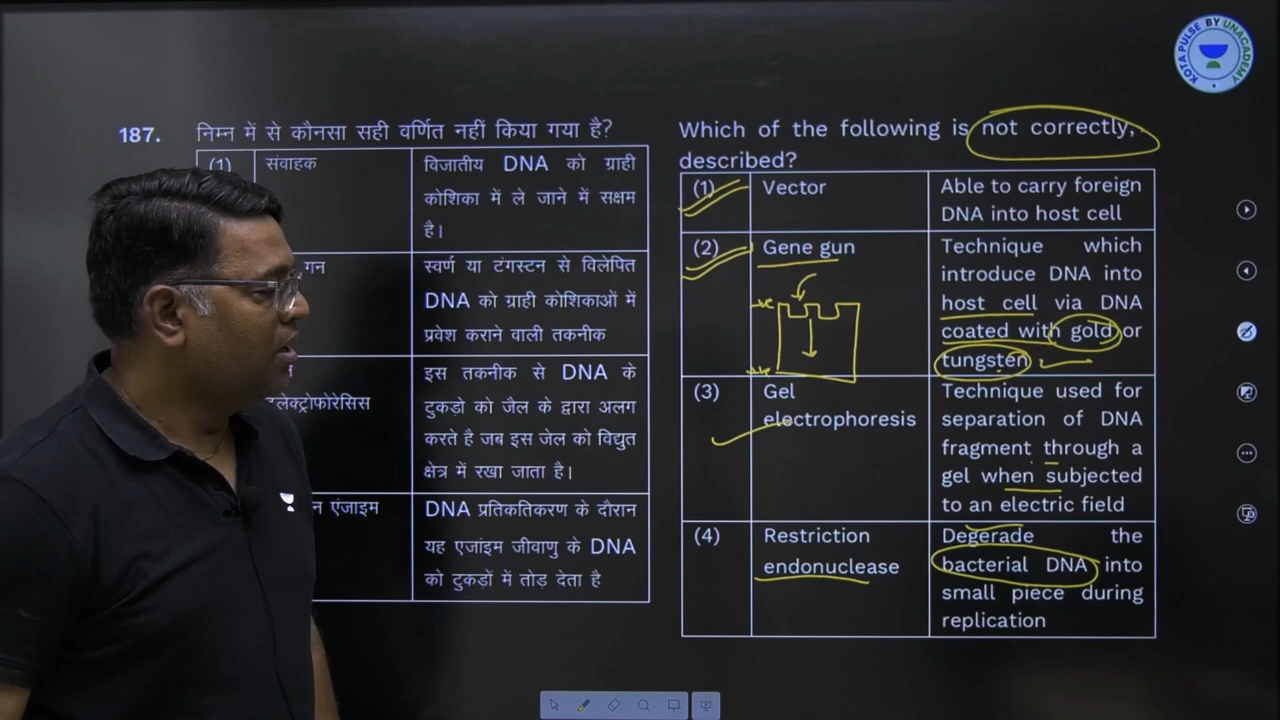 KOTA PULSE BY UNACADEMY
187.
निम्न में से कौनसा सही वर्णित नहीं किया गया है?
(1)
संवाहक
विजातीय DNA को ग्राही
कोशिका में ले जाने में सक्षम
है।
गन
स्वर्ण या टंगस्टन से विलेपित
DNA को ग्राही कोशिकाओं में
प्रवेश कराने वाली तकनीक
इलेक्ट्रोफोरेसिस
इस तकनीक से DNA के
टुकड़ो को जैल के द्वारा अलग
करते है जब इस जेल को विद्युत
क्षेत्र में रखा जाता है।
न एंजाइम
DNA प्रतिकतिकरण के दौरान
यह एजांइम जीवाणु के DNA
को टुकड़ों में तोड़ देता है
Which of the following is not correctly,
described?
(1)
Vector
Able to carry foreign
DNA into host cell
(2)
Gene gun
Technique which
introduce DNA into
host cell via DNA
coated with gold or
tungsten
(3)
Gel
electrophoresis
Technique used for
separation of DNA
fragment through a
gel when subjected
to an electric field
(4)
Restriction
endonuclease
Degerade the
bacterial DNA into
small piece during
replication